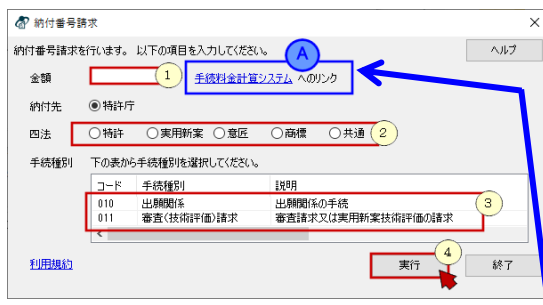 納付番号請求
納付番号請求を行います。 以下の項目を入力してください。
A
ヘルプ
金額
1
手続料金計算システム へのリンク
納付先
特許庁
四法
特許 実用新案 意匠 商標 共通 2
手続種別
下の表から手続種別を選択してください。
コード 手続種別 説明
010 出願関係 出願関係の手続
3
011 審査(技術評価)請求 審査請求又は実用新案技術評価の請求
4
利用規約
実行
終了